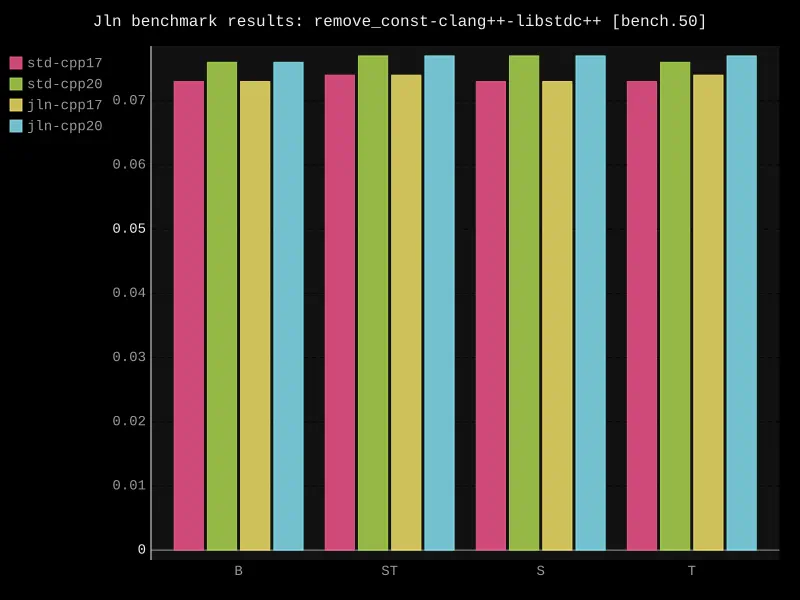 Jln benchmark results: remove_const-clang++-libstdc++ [bench.50]
std-cpp17
std-cpp20
jln-cpp17
jln-cpp20
0.07
0.06
0.05
0.04
0.03
0.02
0.01
0
B ST S T